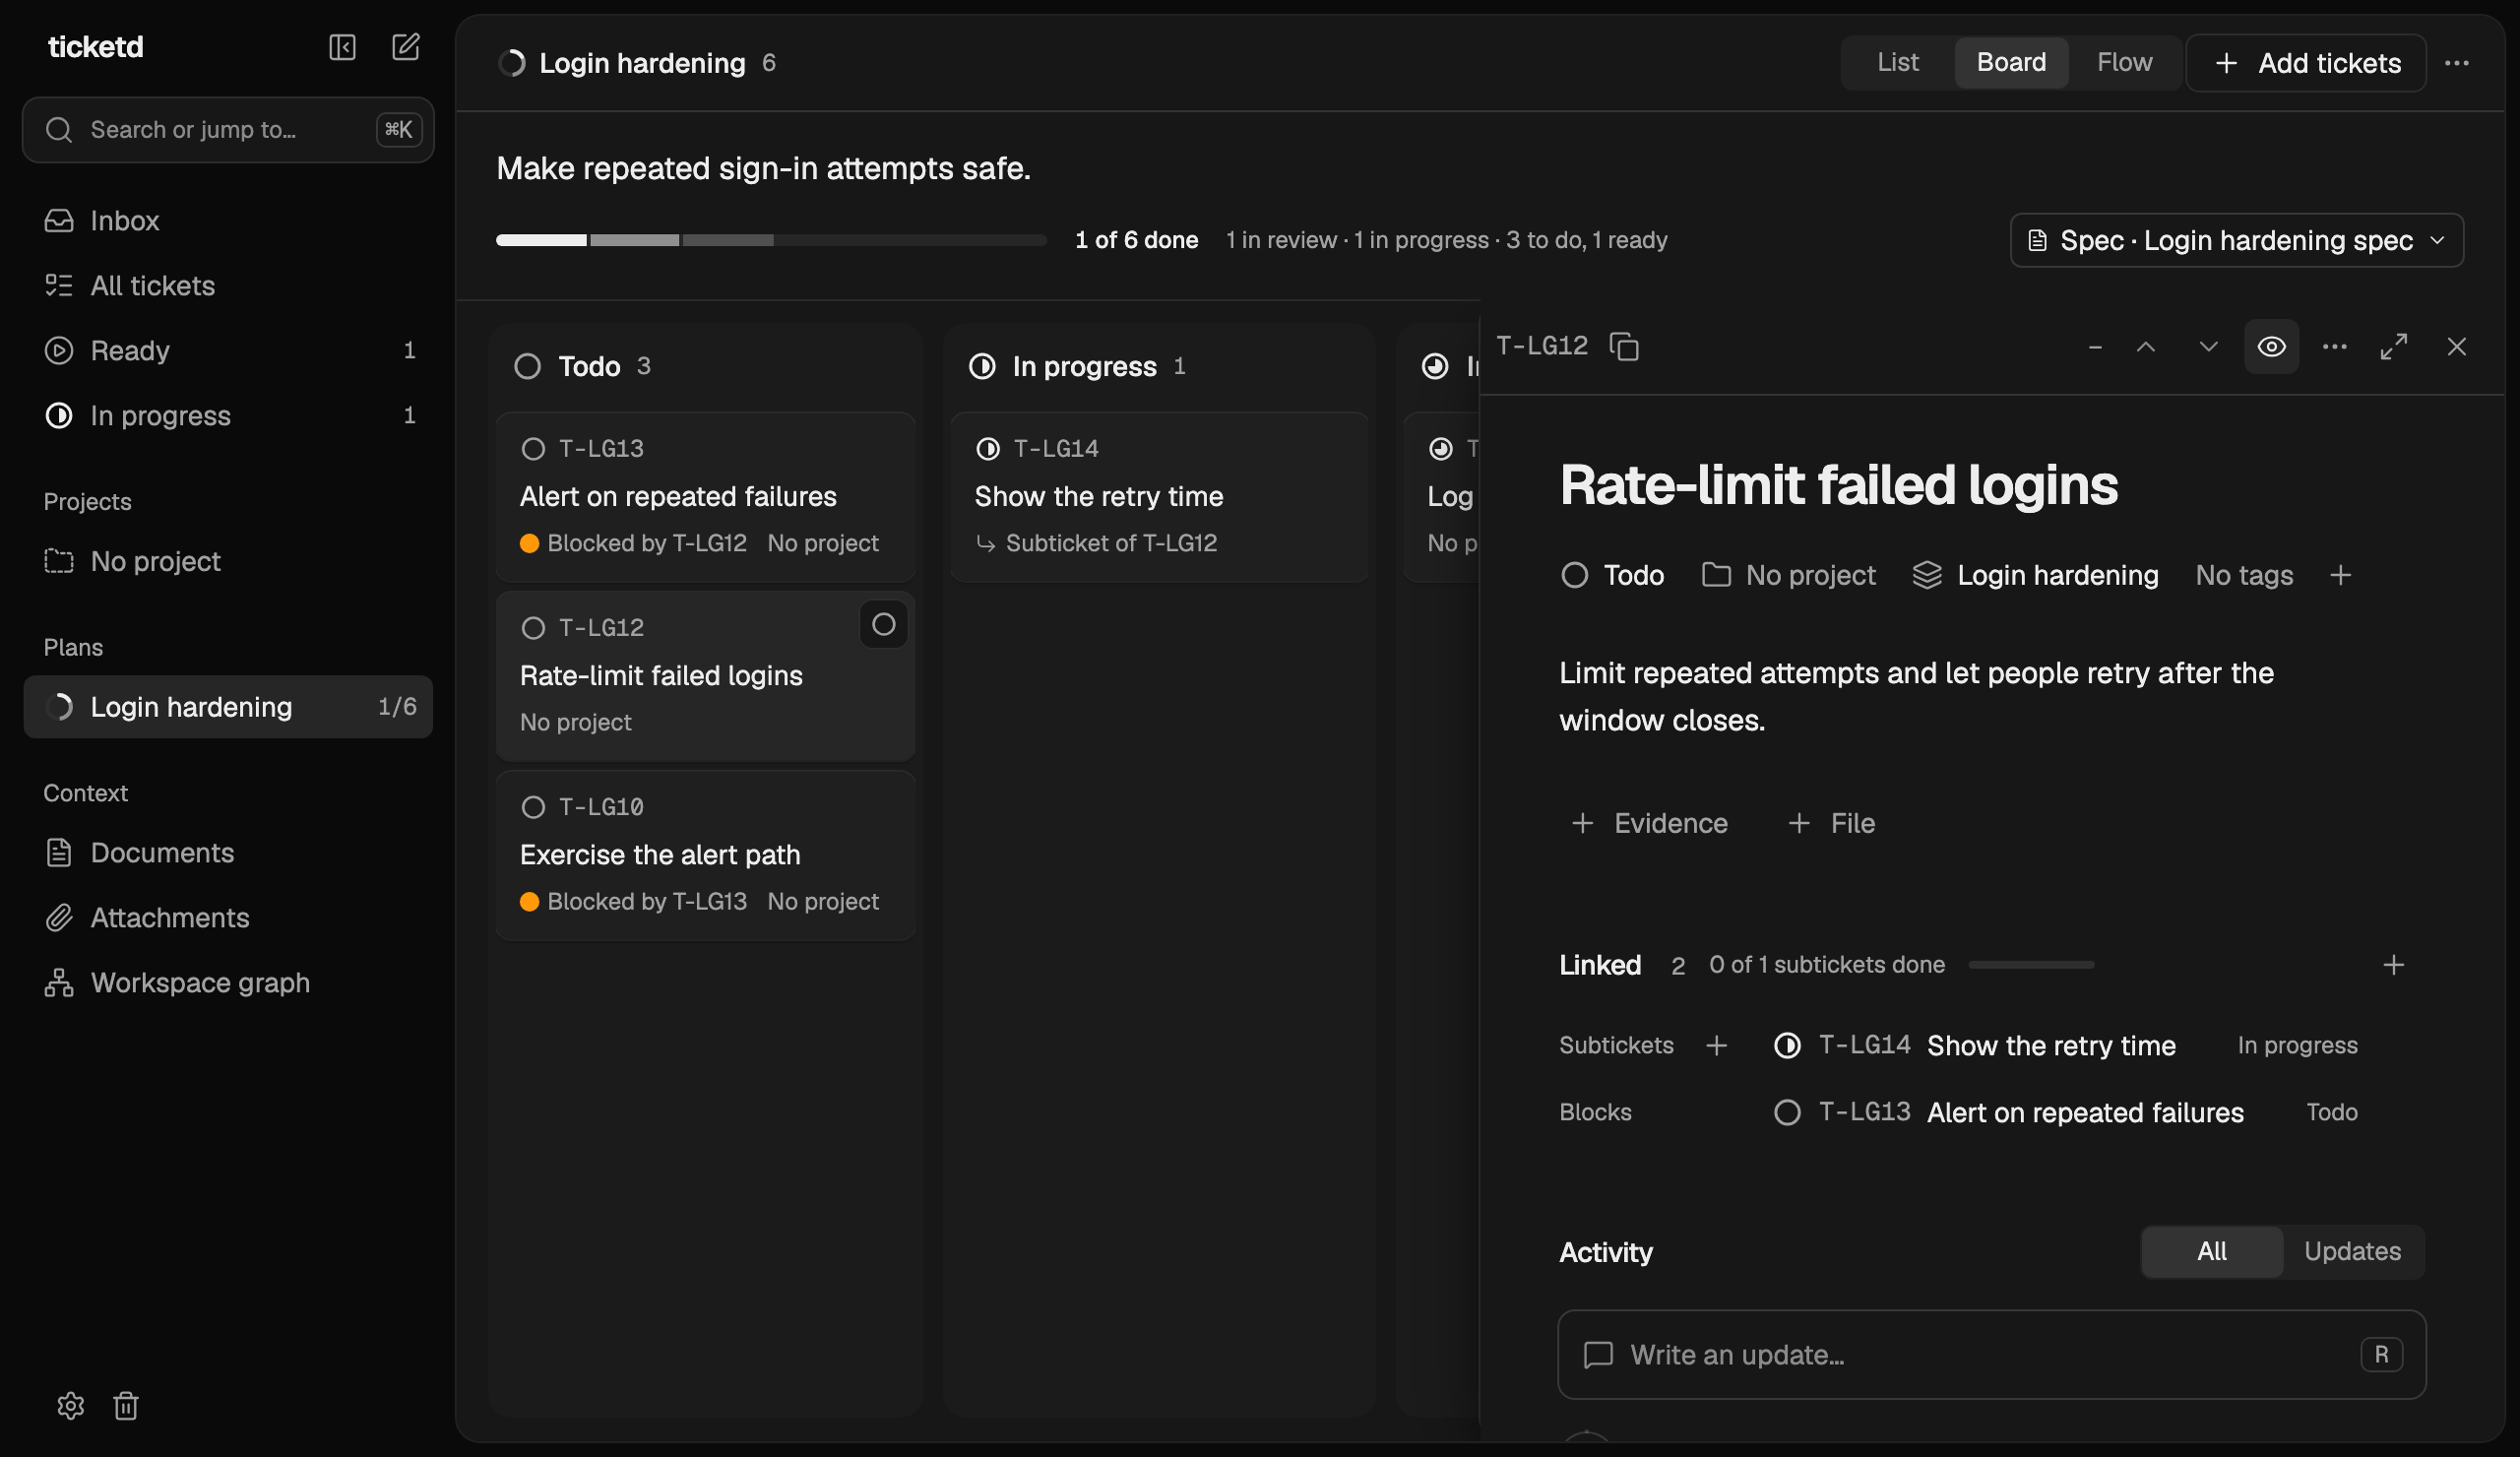 ticketd
Search or jump to...
⌘K
Inbox
All tickets
Ready 1
In progress 1
Projects
No project
Plans
Login hardening 1/6
Context
Documents
Attachments
Workspace graph
Login hardening 6
List Board Flow
Add tickets
Make repeated sign-in attempts safe.
1 of 6 done 1 in review · 1 in progress · 3 to do, 1 ready
Spec · Login hardening spec
Todo 3
T-LG13
Alert on repeated failures
Blocked by T-LG12 No project
T-LG12
Rate-limit failed logins
No project
T-LG10
Exercise the alert path
Blocked by T-LG13 No project
In progress 1
T-LG14
Show the retry time
Subticket of T-LG12
T
Log
No p
T-LG12
Rate-limit failed logins
Todo No project Login hardening No tags
Limit repeated attempts and let people retry after the
window closes.
Evidence File
Linked 2 0 of 1 subtickets done
Subtickets T-LG14 Show the retry time In progress
Blocks T-LG13 Alert on repeated failures Todo
Activity
All Updates
Write an update...
R